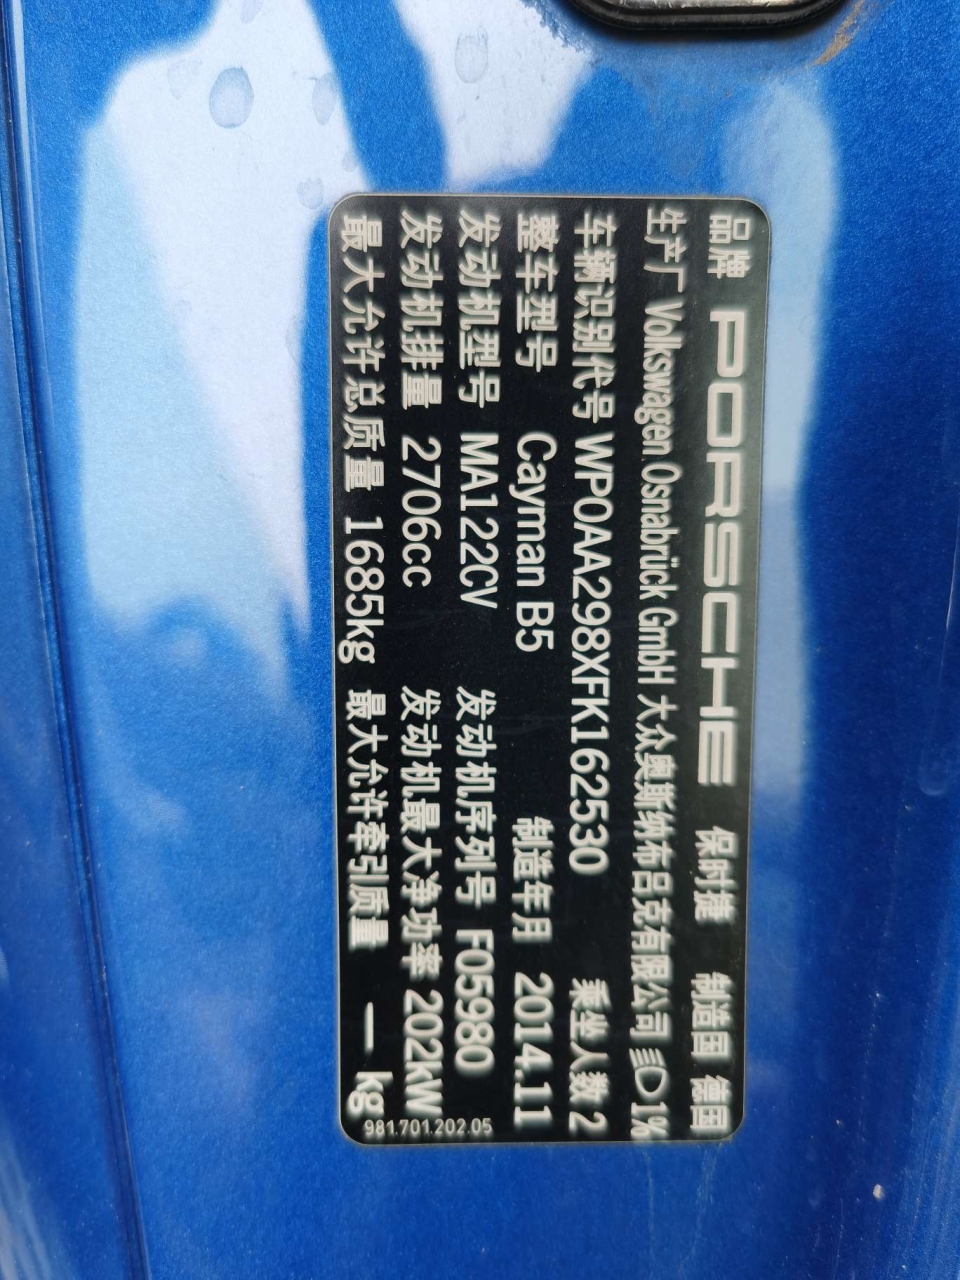 品牌 PORSCHE 保时捷 制造国 德国
生产厂 Volkswagen Osnabrück GmbH 大众奥斯纳布吕克有限公司 1%
车辆识别代号 WP0AA298XFK162530 乘坐人数 2
整车型号 Cayman B5 制造年月 2014.11
发动机型号 MA122CV 发动机序列号 F05980
发动机排量 2706cc 发动机最大净功率 202kW
最大允许总质量 1685kg 最大允许牵引质量 — kg
981.701.202.05